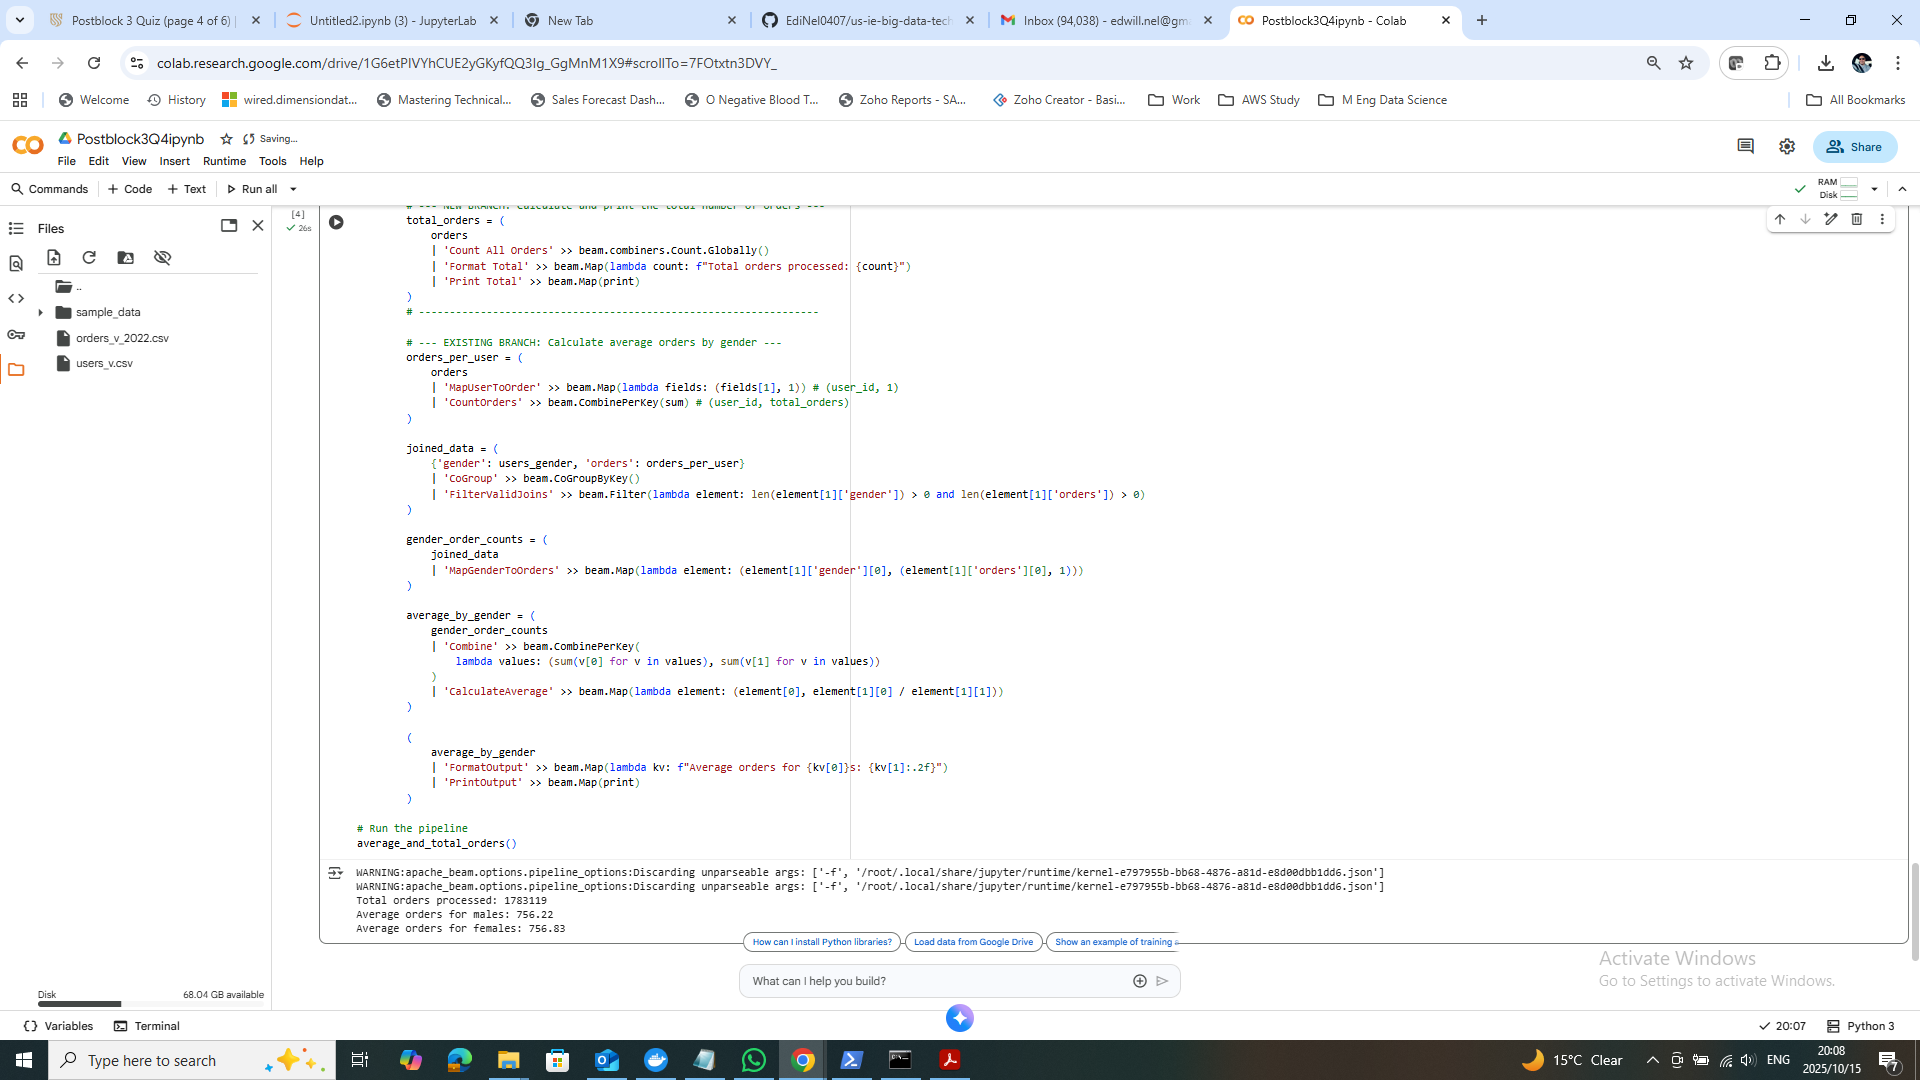 Postblock 3 Quiz (page 4 of 6)
Untitled2.ipynb (3) - JupyterLab
New Tab
EdiNel0407/us-ie-big-data-tech
Inbox (94,038) - edwill.nel@gm
Postblock3Q4ipynb - Colab
colab.research.google.com/drive/1G6etPIVYhCUE2yGKyfQQ3Ig_GgMnM1X9#scrollTo=7FOtxtn3DVY_
Welcome
History
wired.dimensiondat...
Mastering Technical...
Sales Forecast Dash...
O Negative Blood T...
Zoho Reports - SA...
Zoho Creator - Basi...
Work
AWS Study
M Eng Data Science
All Bookmarks
Postblock3Q4ipynb
Saving...
File Edit View Insert Runtime Tools Help
Share
Commands + Code + Text Run all
RAM
Disk
Files
..
sample_data
orders_v_2022.csv
users_v.csv
Disk 68.04 GB available
[4]
26s
# --- NEW BRANCH: Calculate and print the total number of orders ---
total_orders = (
orders
| 'Count All Orders' >> beam.combiners.Count.Globally()
| 'Format Total' >> beam.Map(lambda count: f"Total orders processed: {count}")
| 'Print Total' >> beam.Map(print)
)
# -----------------------------------------------------------------
# --- EXISTING BRANCH: Calculate average orders by gender ---
orders_per_user = (
orders
| 'MapUserToOrder' >> beam.Map(lambda fields: (fields[1], 1)) # (user_id, 1)
| 'CountOrders' >> beam.CombinePerKey(sum) # (user_id, total_orders)
)
joined_data = (
{'gender': users_gender, 'orders': orders_per_user}
| 'CoGroup' >> beam.CoGroupByKey()
| 'FilterValidJoins' >> beam.Filter(lambda element: len(element[1]['gender']) > 0 and len(element[1]['orders']) > 0)
)
gender_order_counts = (
joined_data
| 'MapGenderToOrders' >> beam.Map(lambda element: (element[1]['gender'][0], (element[1]['orders'][0], 1)))
)
average_by_gender = (
gender_order_counts
| 'Combine' >> beam.CombinePerKey(
lambda values: (sum(v[0] for v in values), sum(v[1] for v in values))
)
| 'CalculateAverage' >> beam.Map(lambda element: (element[0], element[1][0] / element[1][1]))
)
(
average_by_gender
| 'FormatOutput' >> beam.Map(lambda kv: f"Average orders for {kv[0]}s: {kv[1]:.2f}")
| 'PrintOutput' >> beam.Map(print)
)
# Run the pipeline
average_and_total_orders()
WARNING:apache_beam.options.pipeline_options:Discarding unparseable args: ['-f', '/root/.local/share/jupyter/runtime/kernel-e797955b-bb68-4876-a81d-e8d00dbb1dd6.json']
WARNING:apache_beam.options.pipeline_options:Discarding unparseable args: ['-f', '/root/.local/share/jupyter/runtime/kernel-e797955b-bb68-4876-a81d-e8d00dbb1dd6.json']
Total orders processed: 1783119
Average orders for males: 756.22
Average orders for females: 756.83
How can I install Python libraries?
Load data from Google Drive
Show an example of training
What can I help you build?
Activate Windows
Go to Settings to activate Windows.
Variables Terminal
20:07 Python 3
Type here to search
15°C Clear
ENG
20:08
2025/10/15
7